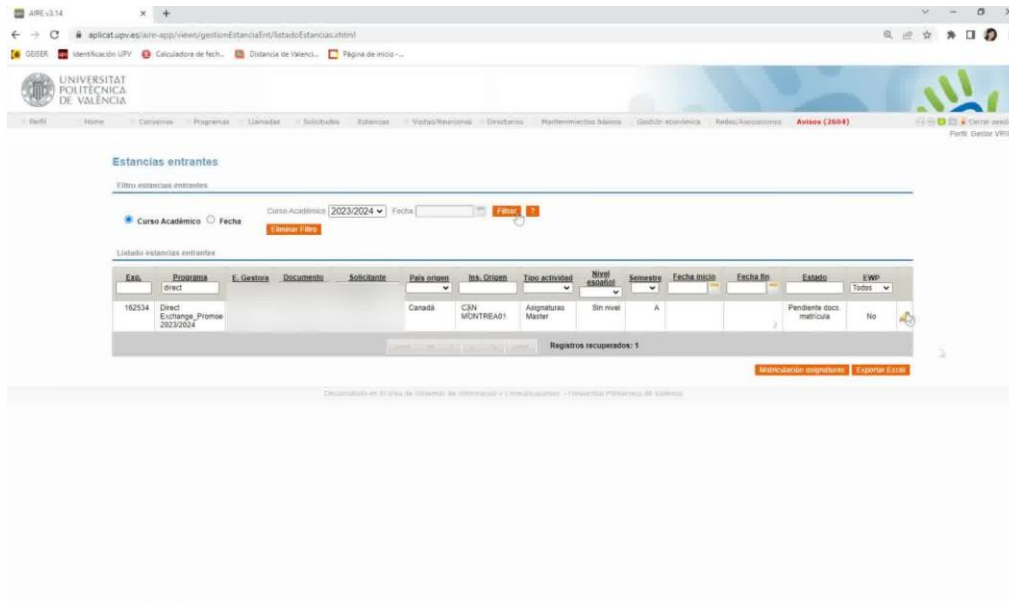 AIRE v3.14
aplicat.upv.es/aire-app/views/gestionEstanciaEnt/listadoEstancias.xhtml
GEISER Identificación UPV Calculadora de fech... Distancia de Valenci... Página de inicio -...
UNIVERSITAT
POLITÈCNICA
DE VALÈNCIA
Perfil Home Convenios Programas Llamadas Solicitudes Estancias Visitas/Reuniones Directorio Mantenimientos básicos Gestión económica Redes/Asociaciones Avisos (2604) Cerrar
Perfil: Gestor
Estancias entrantes
Filtro estancias entrantes
Curso Académico Fecha Curso Académico 2023/2024 Fecha Filtrar ?
Eliminar Filtro
Listado estancias entrantes
Exp. Programa E. Gestora Documento Solicitante País origen Ins. Origen Tipo actividad Nivel español Semestre Fecha inicio Fecha fin Estado EWP
direct Todos
162534 Direct Exchange_Promoe 2023/2024 Canadá CAN MONTREA01 Asignaturas Master Sin nivel A Pendiente docs. matrícula No
Registros recuperados: 1
Matriculación asignaturas Exportar Excel